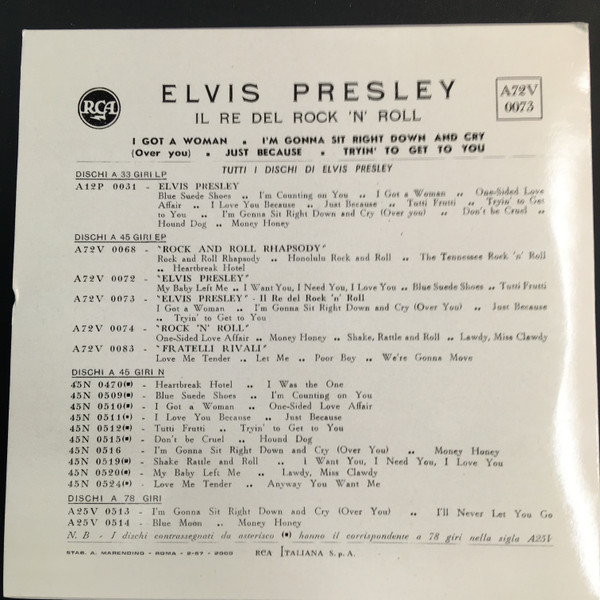 RCA
ELVIS PRESLEY
A72V
0073
IL RE DEL ROCK 'N' ROLL
I GOT A WOMAN . I'M GONNA SIT RIGHT DOWN AND CRY
(Over you) . JUST BECAUSE . TRYIN' TO GET TO YOU
TUTTI I DISCHI DI ELVIS PRESLEY
DISCHI A 33 GIRI LP
A12P 0031 - ELVIS PRESLEY
Blue Suede Shoes .. I'm Counting on You .. I Got a Woman .. One-Sided Love
Affair .. I Love You Because .. Just Because .. Tutti Frutti .. Tryin' to Get
to You .. I'm Gonna Sit Right Down and Cry (Over you) .. Don't be Cruel ..
Hound Dog .. Money Honey
DISCHI A 45 GIRI EP
A72V 0068 - "ROCK AND ROLL RHAPSODY"
Rock and Roll Rhapsody .. Honolulu Rock and Roll .. The Tennessee Rock 'n' Roll
.. Heartbreak Hotel
A72V 0072 - "ELVIS PRESLEY"
My Baby Left Me .. I Want You, I Need You, I Love You .. Blue Suede Shoes .. Tutti Frutti
A72V 0073 - "ELVIS PRESLEY" - Il Re del Rock 'n' Roll
I Got a Woman .. I'm Gonna Sit Right Down and Cry (Over You) .. Just Because
.. Tryin' to Get to You
A72V 0074 - "ROCK 'N' ROLL"
One-Sided Love Affair .. Money Honey .. Shake, Rattle and Roll .. Lawdy, Miss Clawdy
A72V 0083 - "FRATELLI RIVALI"
Love Me Tender .. Let Me .. Poor Boy .. We're Gonna Move
DISCHI A 45 GIRI N
45N 0470(*) - Heartbreak Hotel .. I Was the One
45N 0509(*) - Blue Suede Shoes .. I'm Counting on You
45N 0510(*) - I Got a Woman .. One-Sided Love Affair
45N 0511(*) - I Love You Because .. Just Because
45N 0512(*) - Tutti Frutti .. Tryin' to Get to You
45N 0515(*) - Don't be Cruel .. Hound Dog
45N 0516 - I'm Gonna Sit Right Down and Cry (Over You) .. Money Honey
45N 0519(*) - Shake Rattle and Roll .. I Want You, I Need You, I Love You
45N 0520(*) - My Baby Left Me .. Lawdy, Miss Clawdy
45N 0524(*) - Love Me Tender .. Anyway You Want Me
DISCHI A 78 GIRI
A25V 0513 - I'm Gonna Sit Right Down and Cry (Over You) .. I'll Never Let You Go
A25V 0514 - Blue Moon .. Money Honey
N. B - I dischi contrassegnati da asterisco (*) hanno il corrispondente a 78 giri nella sigla A25V
STAB. A. MARENDINO - ROMA - 2-57 - 2000 RCA ITALIANA S. p. A.